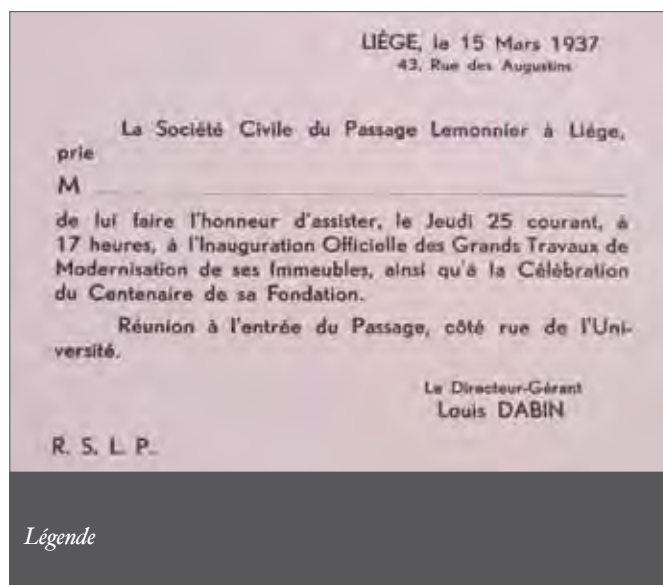 LIÈGE, le 15 Mars 1937
43, Rue des Augustins
La Société Civile du Passage Lemonnier à Liége,
prie
M
de lui faire l'honneur d'assister, le Jeudi 25 courant, à
17 heures, à l'Inauguration Officielle des Grands Travaux de
Modernisation de ses Immeubles, ainsi qu'à la Célébration
du Centenaire de sa Fondation.
Réunion à l'entrée du Passage, côté rue de l'Uni-
versité.
Le Directeur-Gérant
Louis DABIN
R. S. L. P.
Légende